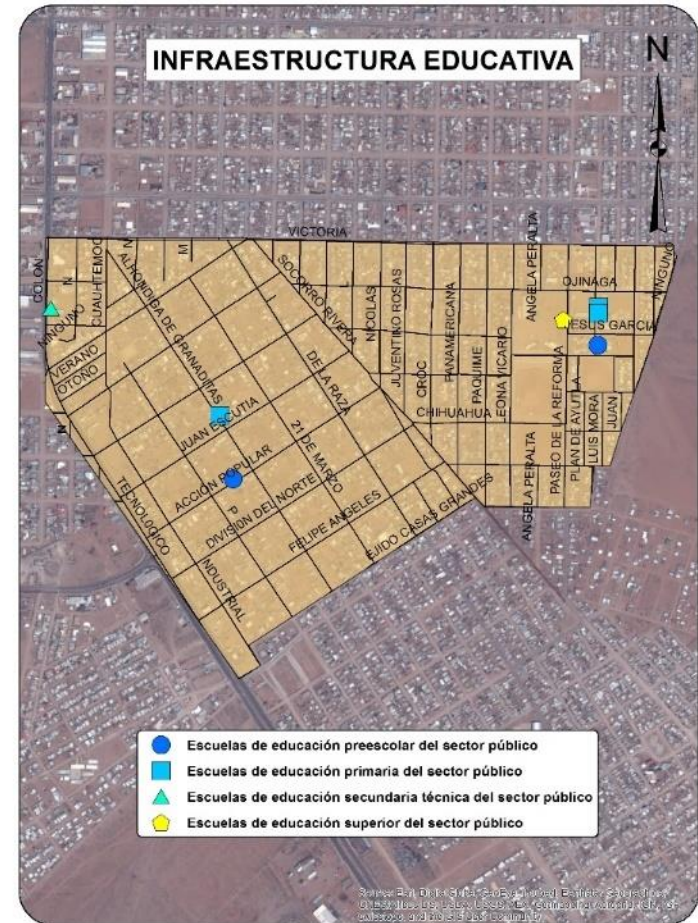 INFRAESTRUCTURA EDUCATIVA
N
VICTORIA
COLON
N
CUAUHTEMOC
N
M
ALHONDIGA DE GRANADITAS
SOCORRO RIVERA
L
NICOLAS
JUVENTINO ROSAS
CROC
PANAMERICANA
PAQUIME
EONA VICARIO
ANGELA PERALTA
OJINAGA
NINGUNO
JESUS GARCIA
NINGUNO
VERANO
OTOÑO
N
DE LA RAZA
JUAN ESCUTIA
21 DE MARZO
CHIHUAHUA
PASEO DE LA REFORMA
PLAN DE AYUTLA
LUIS MORA
JUAN
ACCION POPULAR
P
DIVISION DEL NORTE
FELIPE ANGELES
EJIDO CASAS GRANDES
ANGELA PERALTA
TECNOLOGICO
INDUSTRIAL
Escuelas de educación preescolar del sector público
Escuelas de educación primaria del sector público
Escuelas de educación secundaria técnica del sector público
Escuelas de educación superior del sector público